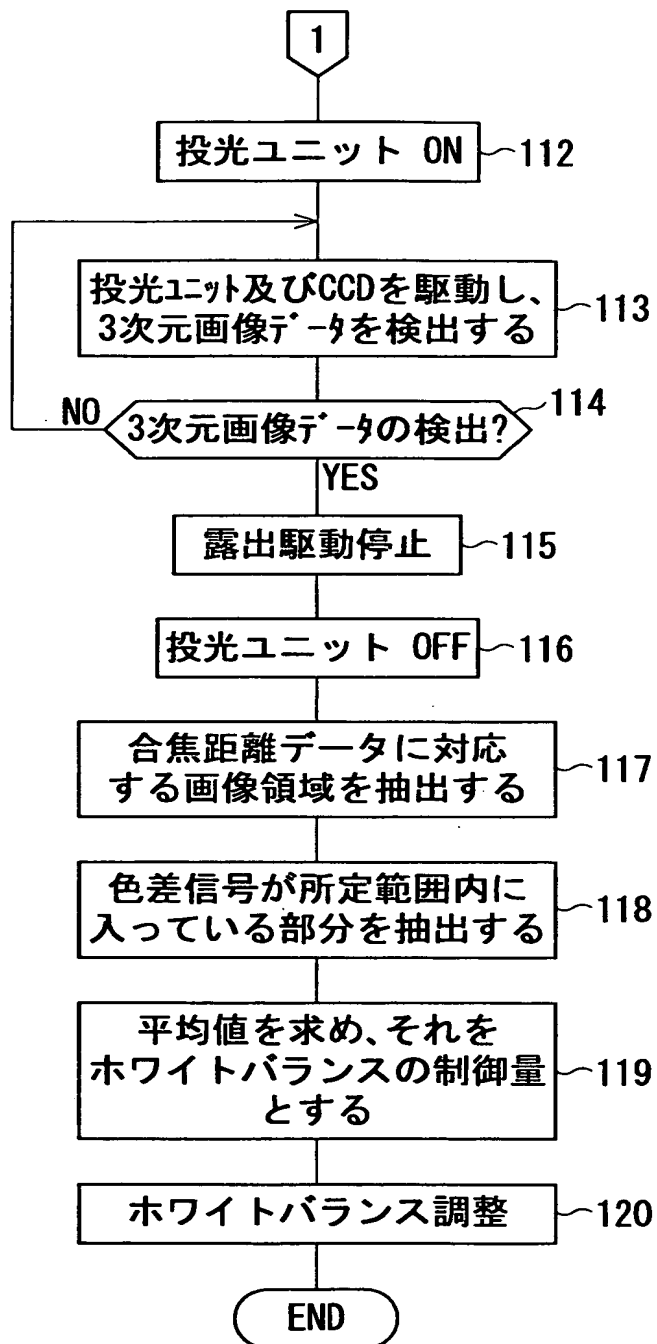 1
投光ユニット ON 112
投光ユニット及びCCDを駆動し、
3次元画像データを検出する 113
NO 3次元画像データの検出? 114
YES
露出駆動停止 115
投光ユニット OFF 116
合焦距離データに対応
する画像領域を抽出する 117
色差信号が所定範囲内に
入っている部分を抽出する 118
平均値を求め、それを
ホワイトバランスの制御量 119
とする
ホワイトバランス調整 120
END